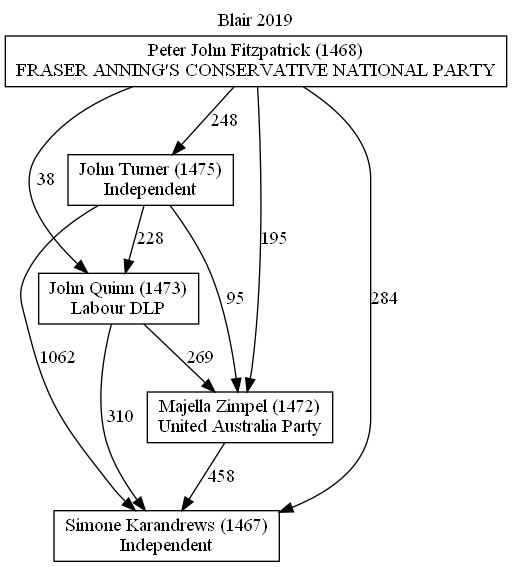 Blair 2019
Peter John Fitzpatrick (1468)
FRASER ANNING'S CONSERVATIVE NATIONAL PARTY
248
John Turner (1475)
Independent
38
228
195
John Quinn (1473)
Labour DLP
95
284
1062
269
310
Majella Zimpel (1472)
United Australia Party
458
Simone Karandrews (1467)
Independent